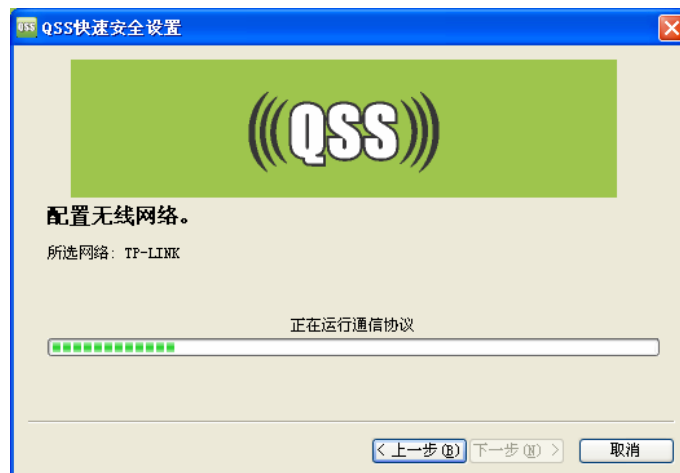 QSS QSS快速安全设置
QSS
配置无线网络。
所选网络: TP-LINK
正在运行通信协议
< 上一步(B) 下一步(N) > 取消